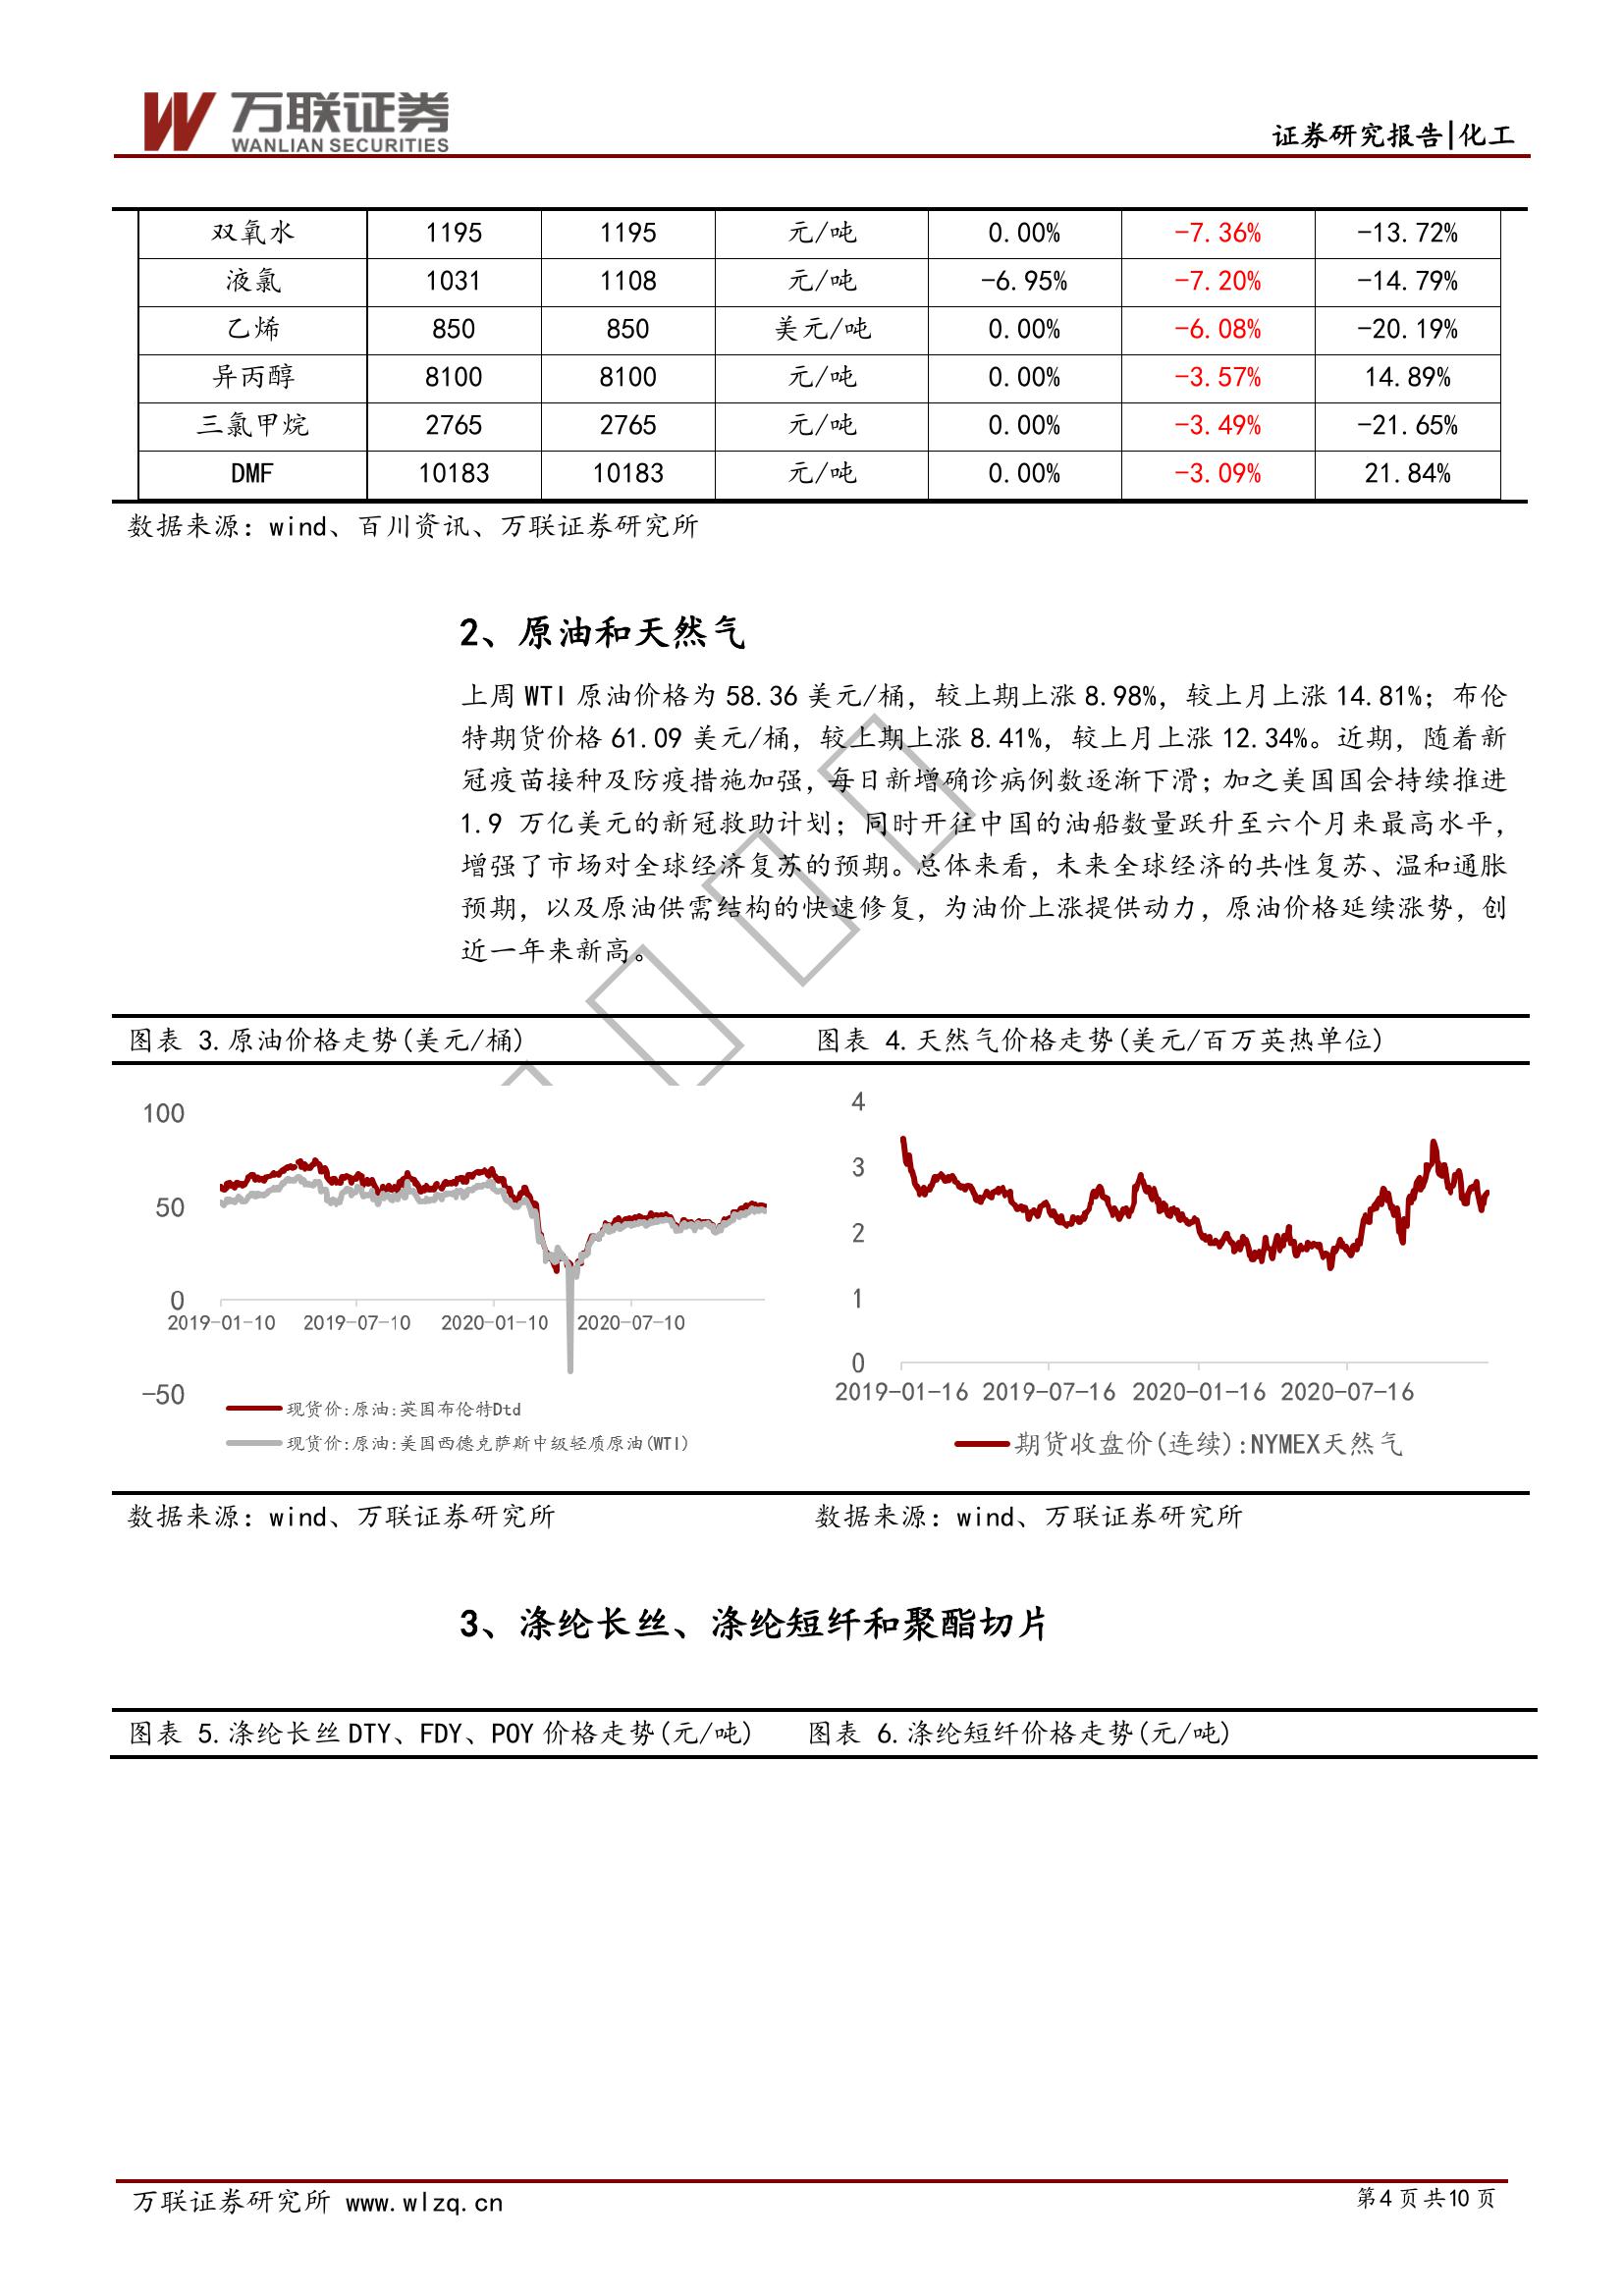 万联证券
WANLIAN SECURITIES
证券研究报告|化工
双氧水 1195 1195 元/吨 0.00% -7.36% -13.72%
液氯 1031 1108 元/吨 -6.95% -7.20% -14.79%
乙烯 850 850 美元/吨 0.00% -6.08% -20.19%
异丙醇 8100 8100 元/吨 0.00% -3.57% 14.89%
三氯甲烷 2765 2765 元/吨 0.00% -3.49% -21.65%
DMF 10183 10183 元/吨 0.00% -3.09% 21.84%
数据来源：wind、百川资讯、万联证券研究所
2、原油和天然气
上周 WTI 原油价格为 58.36 美元/桶，较上期上涨 8.98%，较上月上涨 14.81%；布伦
特期货价格 61.09 美元/桶，较上期上涨 8.41%，较上月上涨 12.34%。近期，随着新
冠疫苗接种及防疫措施加强，每日新增确诊病例数逐渐下滑；加之美国国会持续推进
1.9 万亿美元的新冠救助计划；同时开往中国的油船数量跃升至六个月来最高水平，
增强了市场对全球经济复苏的预期。总体来看，未来全球经济的共性复苏、温和通胀
预期，以及原油供需结构的快速修复，为油价上涨提供动力，原油价格延续涨势，创
近一年来新高。
图表 3.原油价格走势(美元/桶)
100
50
0
-50
2019-01-10 2019-07-10 2020-01-10 2020-07-10
现货价:原油:英国布伦特Dtd
现货价:原油:美国西德克萨斯中级轻质原油(WTI)
数据来源：wind、万联证券研究所
图表 4.天然气价格走势(美元/百万英热单位)
4
3
2
1
0
2019-01-16 2019-07-16 2020-01-16 2020-07-16
期货收盘价(连续):NYMEX天然气
数据来源：wind、万联证券研究所
3、涤纶长丝、涤纶短纤和聚酯切片
图表 5.涤纶长丝 DTY、FDY、POY 价格走势(元/吨)
图表 6.涤纶短纤价格走势(元/吨)
万联证券研究所 www.wlzq.cn
第4页共10页